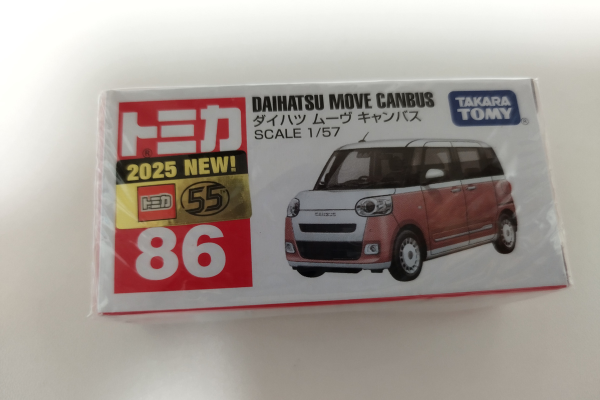 トミカ
2025 NEW!
トミカ 55
86
DAIHATSU MOVE CANBUS
ダイハツ ムーヴ キャンバス
SCALE 1/57
TAKARA
TOMY